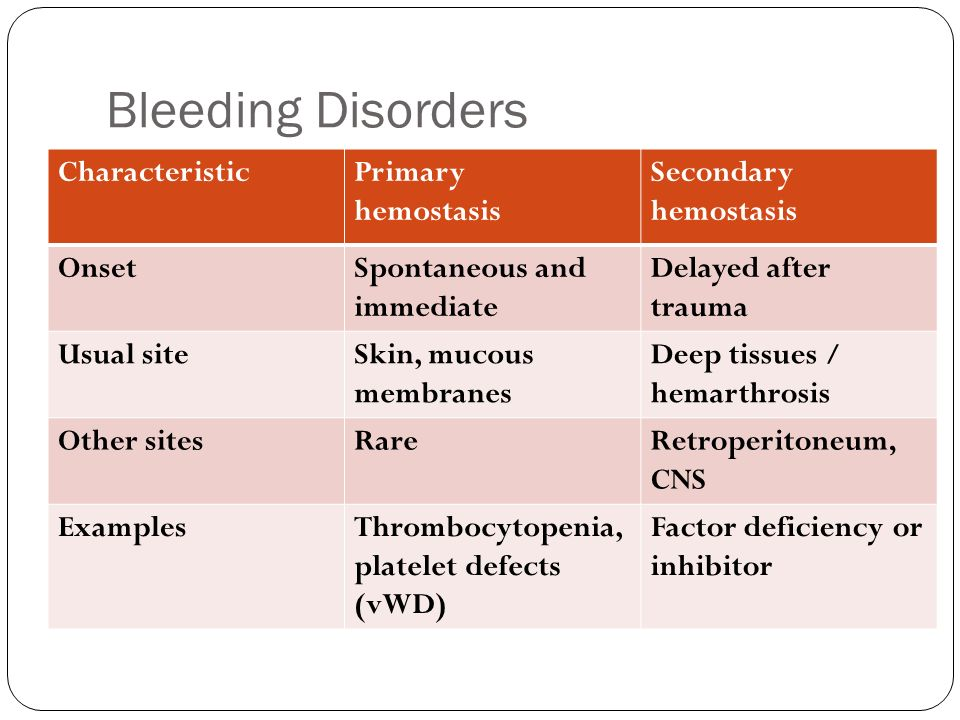 Bleeding Disorders
Characteristic
Primary
hemostasis
Secondary
hemostasis
Onset
Spontaneous and
immediate
Delayed after
trauma
Usual site
Skin, mucous
membranes
Deep tissues /
hemarthrosis
Other sites
Rare
Retroperitoneum,
CNS
Examples
Thrombocytopenia,
platelet defects
(vWD)
Factor deficiency or
inhibitor